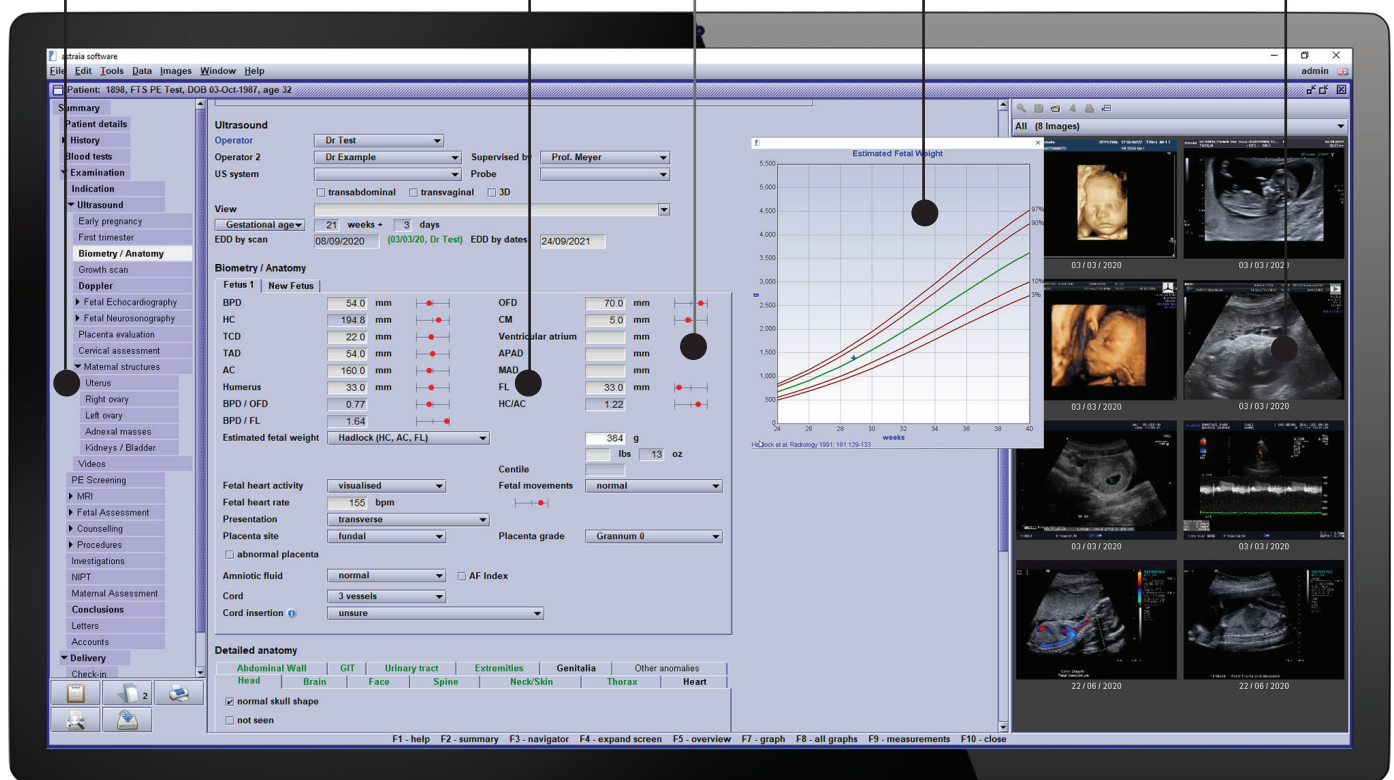 astraia software
File Edit Tools Data Images Window Help admin
Patient: 1898, FTS PE Test, DOB 03-Oct-1987, age 32
Summary
Patient details
History
Blood tests
Examination
Indication
Ultrasound
Early pregnancy
First trimester
Biometry / Anatomy
Growth scan
Doppler
Fetal Echocardiography
Fetal Neurosonography
Placenta evaluation
Cervical assessment
Maternal structures
Uterus
Right ovary
Left ovary
Adnexal masses
Kidneys / Bladder
Videos
PE Screening
MRI
Fetal Assessment
Counselling
Procedures
Investigations
NIPT
Maternal Assessment
Conclusions
Letters
Accounts
Delivery
Check-in
2
Ultrasound
Operator Dr Test
Operator 2 Dr Example Supervised by Prof. Meyer
US system Probe
transabdominal transvaginal 3D
View
Gestational age 21 weeks + 3 days
EDD by scan 08/09/2020 (03/03/20, Dr Test) EDD by dates 24/09/2021
Biometry / Anatomy
Fetus 1 New Fetus
BPD 54.0 mm OFD 70.0 mm
HC 194.8 mm CM 5.0 mm
TCD 22.0 mm Ventricular atrium mm
TAD 54.0 mm APAD mm
AC 160.0 mm MAD mm
Humerus 33.0 mm FL 33.0 mm
BPD / OFD 0.77 HC/AC 1.22
BPD / FL 1.64
Estimated fetal weight Hadlock (HC, AC, FL) 384 g
lbs 13 oz
Centile
Fetal heart activity visualised Fetal movements normal
Fetal heart rate 155 bpm
Presentation transverse
Placenta site fundal Placenta grade Grannum 0
abnormal placenta
Amniotic fluid normal AF Index
Cord 3 vessels
Cord insertion unsure
Detailed anatomy
Abdominal Wall GIT Urinary tract Extremities Genitalia Other anomalies
Head Brain Face Spine Neck/Skin Thorax Heart
normal skull shape
not seen
Estimated Fetal Weight
5,500
5,000
4,500 97%
90%
4,000
3,500
3,000 10%
3%
g
2,500
2,000
1,500
1,000
500
0
24 26 28 30 32 34 36 38 40
weeks
Hadlock et al. Radiology 1991; 181:129-133
All (8 Images)
03 / 03 / 2020 03 / 03 / 2020
03 / 03 / 2020 03 / 03 / 2020
03 / 03 / 2020 03 / 03 / 2020
SIEMENS
22 / 06 / 2020 22 / 06 / 2020
F1 - help F2 - summary F3 - navigator F4 - expand screen F5 - overview F7 - graph F8 - all graphs F9 - measurements F10 - close